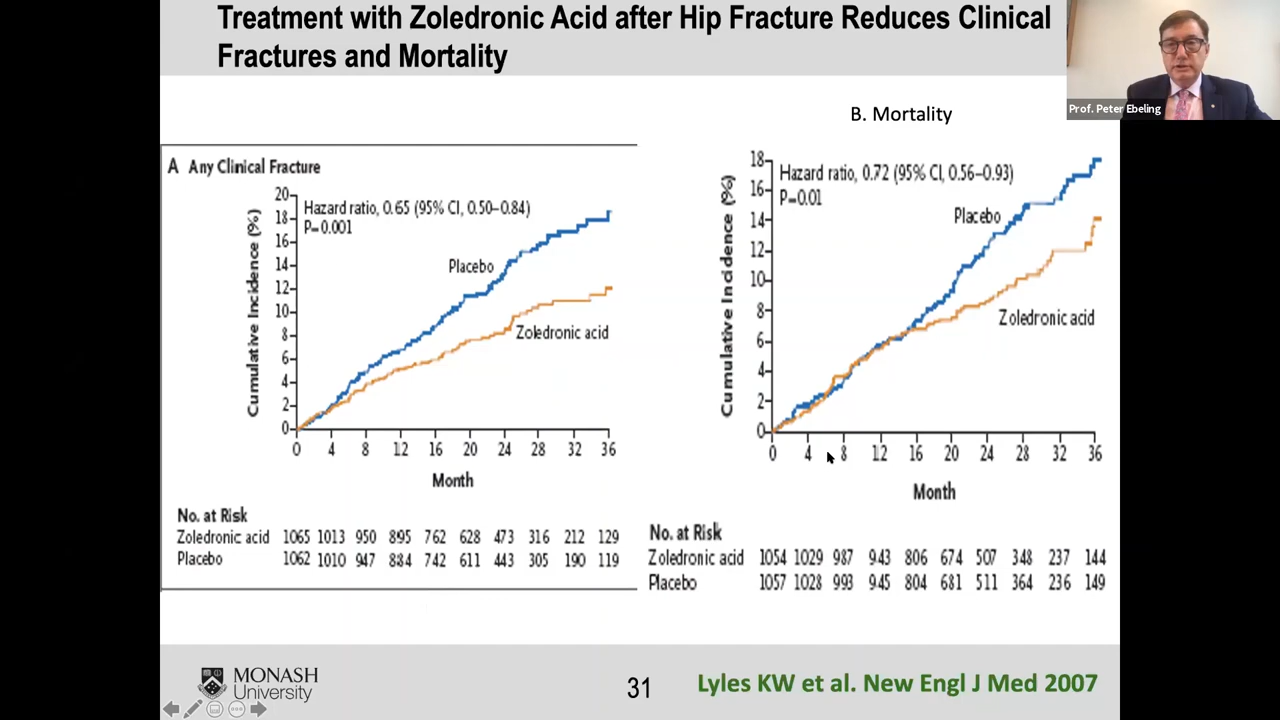 Treatment with Zoledronic Acid after Hip Fracture Reduces Clinical
Fractures and Mortality
Prof. Peter Ebeling
B. Mortality
A Any Clinical Fracture
Cumulative Incidence (%)
20
18
16
14
12
10
8
6
4
2
0
Hazard ratio, 0.65 (95% CI, 0.50–0.84)
P=0.001
Placebo
Zoledronic acid
0 4 8 12 16 20 24 28 32 36
Month
No. at Risk
Zoledronic acid 1065 1013 950 895 762 628 473 316 212 129
Placebo 1062 1010 947 884 742 611 443 305 190 119
Cumulative Incidence (%)
18
16
14
12
10
8
6
4
2
0
Hazard ratio, 0.72 (95% CI, 0.56–0.93)
P=0.01
Placebo
Zoledronic acid
0 4 8 12 16 20 24 28 32 36
Month
No. at Risk
Zoledronic acid 1054 1029 987 943 806 674 507 348 237 144
Placebo 1057 1028 993 945 804 681 511 364 236 149
MONASH
University
31
Lyles KW et al. New Engl J Med 2007